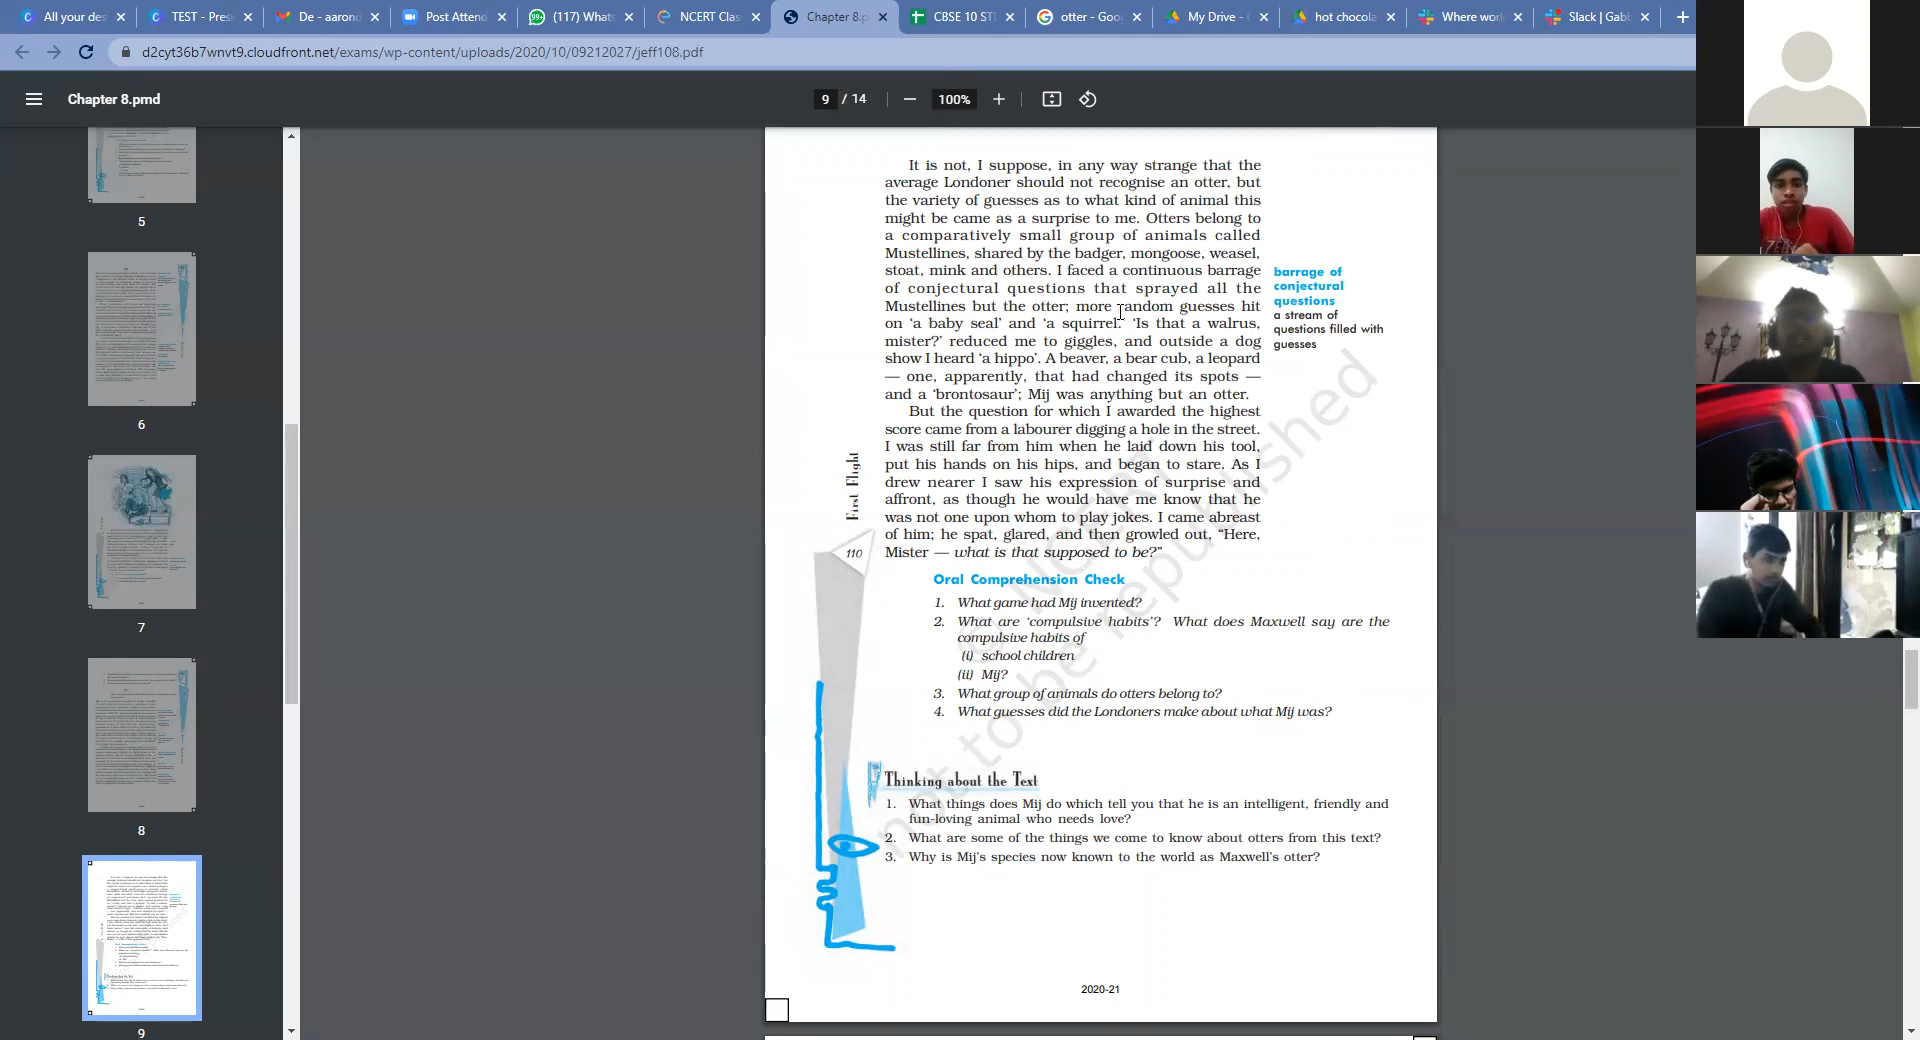 All your des
TEST - Pres
De - aarond
Post Attend
(117) Whats
NCERT Clas
Chapter 8.p
CBSE 10 STI
otter - Goo
My Drive - 
hot chocola
Where wor
Slack | Gabl
d2cyt36b7wnvt9.cloudfront.net/exams/wp-content/uploads/2020/10/09212027/jeff108.pdf
Chapter 8.pmd
9 / 14
100%
5
6
7
8
9
It is not, I suppose, in any way strange that the
average Londoner should not recognise an otter, but
the variety of guesses as to what kind of animal this
might be came as a surprise to me. Otters belong to
a comparatively small group of animals called
Mustellines, shared by the badger, mongoose, weasel,
stoat, mink and others. I faced a continuous barrage
of conjectural questions that sprayed all the
Mustellines but the otter; more random guesses hit
on ‘a baby seal’ and ‘a squirrel.’ ‘Is that a walrus,
mister?’ reduced me to giggles, and outside a dog
show I heard ‘a hippo’. A beaver, a bear cub, a leopard
— one, apparently, that had changed its spots —
and a ‘brontosaur’; Mij was anything but an otter.
barrage of
conjectural
questions
a stream of
questions filled with
guesses
But the question for which I awarded the highest
score came from a labourer digging a hole in the street.
I was still far from him when he laid down his tool,
put his hands on his hips, and began to stare. As I
drew nearer I saw his expression of surprise and
affront, as though he would have me know that he
was not one upon whom to play jokes. I came abreast
of him; he spat, glared, and then growled out, “Here,
Mister — what is that supposed to be?”
First Flight
110
Oral Comprehension Check
1. What game had Mij invented?
2. What are ‘compulsive habits’? What does Maxwell say are the
compulsive habits of
(i) school children
(ii) Mij?
3. What group of animals do otters belong to?
4. What guesses did the Londoners make about what Mij was?
Thinking about the Text
1. What things does Mij do which tell you that he is an intelligent, friendly and
fun-loving animal who needs love?
2. What are some of the things we come to know about otters from this text?
3. Why is Mij’s species now known to the world as Maxwell’s otter?
© NCERT
not to be republished
2020-21